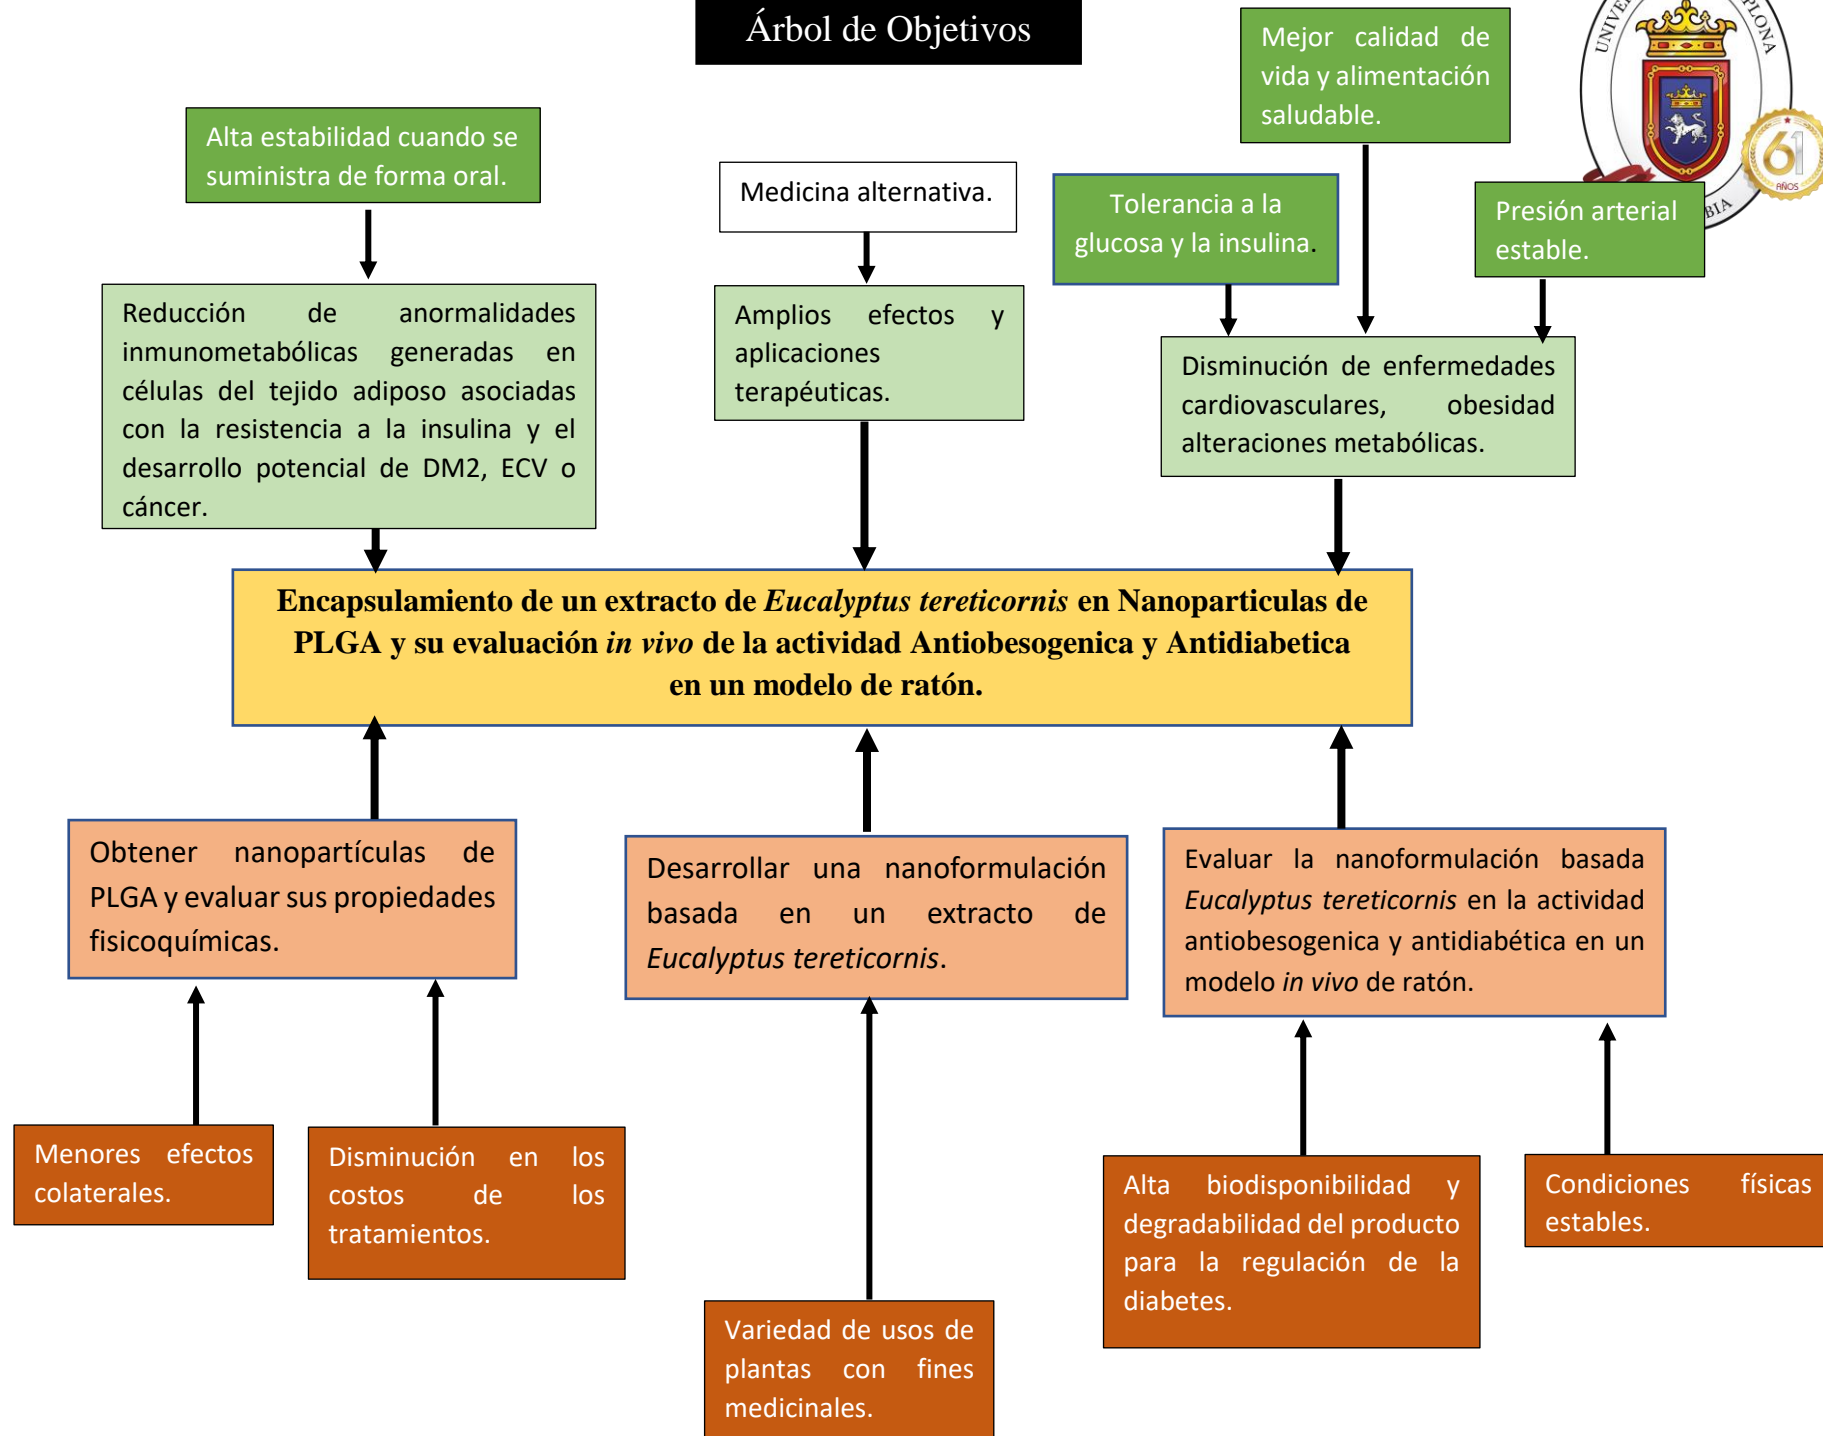 Árbol de Objetivos
Mejor calidad de
vida y alimentación
saludable.
Alta estabilidad cuando se
suministra de forma oral.
Medicina alternativa.
Tolerancia a la
glucosa y la insulina.
61
AÑOS
Presión arterial
estable.
Reducción de anormalidades
inmunometabólicas generadas en
células del tejido adiposo asociadas
con la resistencia a la insulina y el
desarrollo potencial de DM2, ECV o
cáncer.
Amplios efectos y
aplicaciones
terapéuticas.
Disminución de enfermedades
cardiovasculares, obesidad
alteraciones metabólicas.
Encapsulamiento de un extracto de Eucalyptus tereticornis en Nanoparticulas de
PLGA y su evaluación in vivo de la actividad Antiobesogenica y Antidiabetica
en un modelo de ratón.
Obtener nanopartículas de
PLGA y evaluar sus propiedades
fisicoquímicas.
Desarrollar una nanoformulación
basada en un extracto de
Eucalyptus tereticornis.
Evaluar la nanoformulación basada
Eucalyptus tereticornis en la actividad
antiobesogenica y antidiabética en un
modelo in vivo de ratón.
Menores efectos
colaterales.
Disminución en los
costos de los
tratamientos.
Variedad de usos de
plantas con fines
medicinales.
Alta biodisponibilidad y
degradabilidad del producto
para la regulación de la
diabetes.
Condiciones físicas
estables.